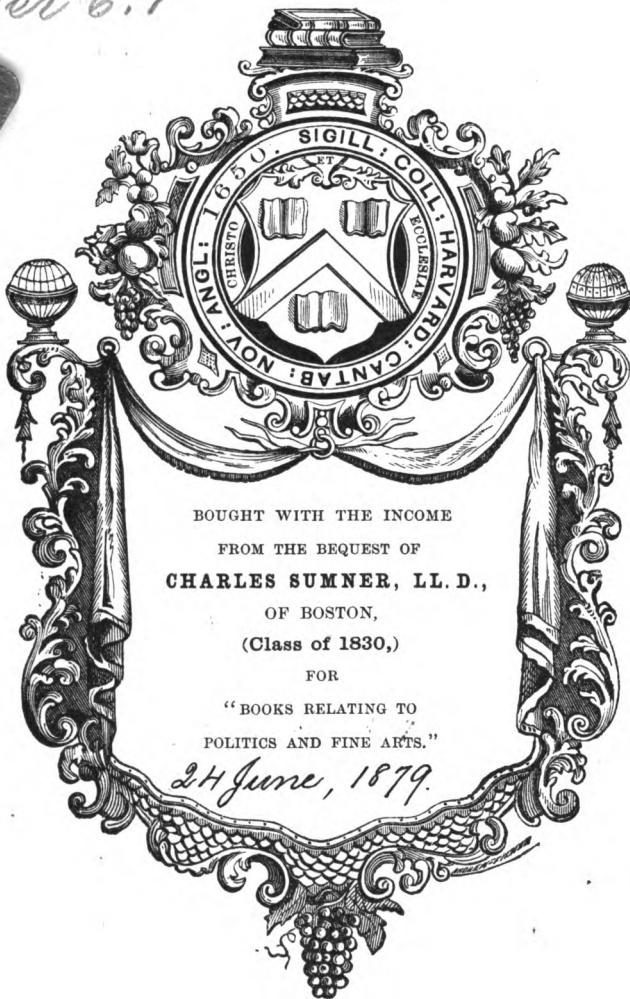 1650. SIGILL: COLL: HARVARD: CANTAB: NOV: ANGL:
ET
CHRISTO
ECCLESIAE
BOUGHT WITH THE INCOME
FROM THE BEQUEST OF
CHARLES SUMNER, LL. D.,
OF BOSTON,
(Class of 1830,)
FOR
“BOOKS RELATING TO
POLITICS AND FINE ARTS.”
24 June, 1879.